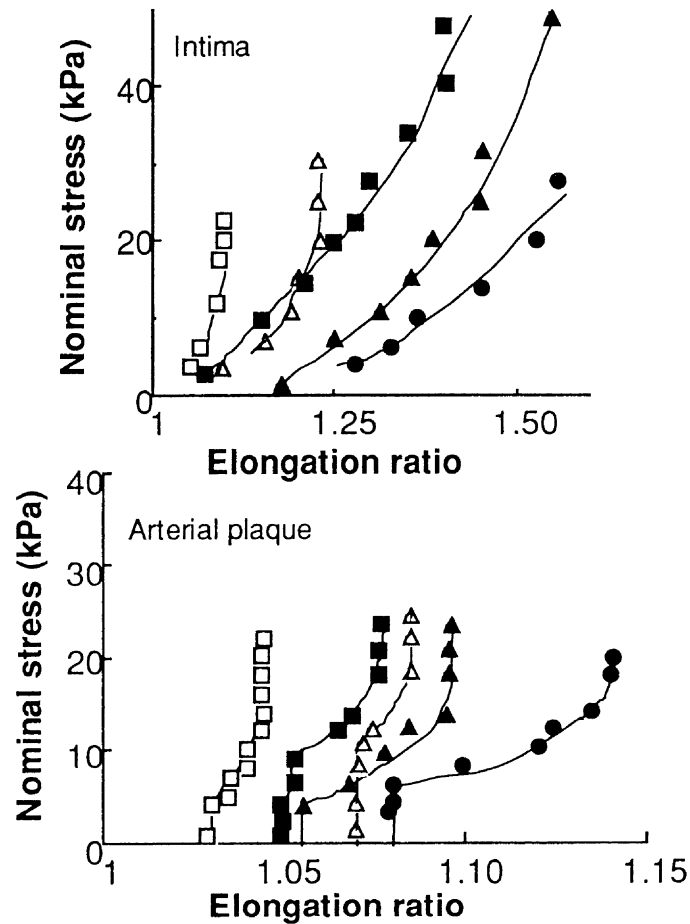 Nominal stress (kPa)
Intima
40
20
0
1
1.25
1.50
Elongation ratio
Nominal stress (kPa)
Arterial plaque
40
30
20
10
0
1
1.05
1.10
1.15
Elongation ratio